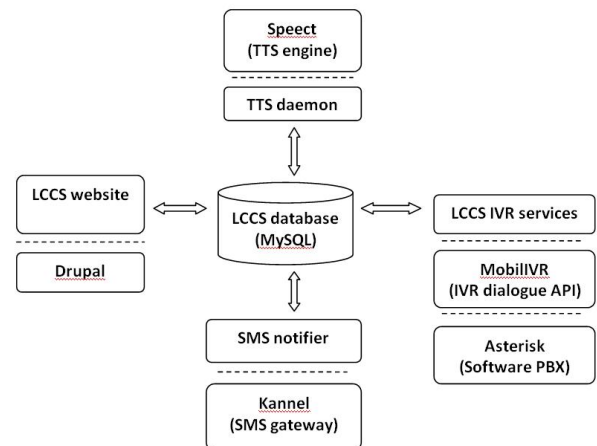 Speect
(TTS engine)
TTS daemon
LCCS website
Drupal
LCCS database
(MySQL)
LCCS IVR services
MobilIVR
(IVR dialogue API)
Asterisk
(Software PBX)
SMS notifier
Kannel
(SMS gateway)